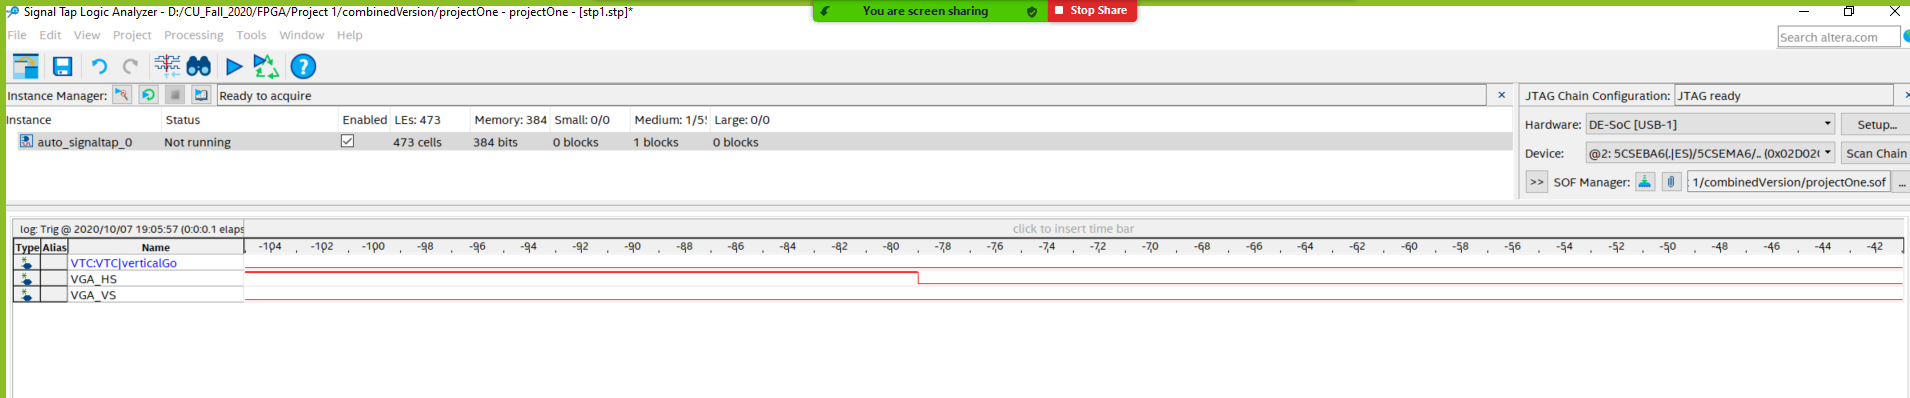 Signal Tap Logic Analyzer - D:/CU_Fall_2020/FPGA/Project 1/combinedVersion/projectOne - projectOne - [stp1.stp]*
You are screen sharing
Stop Share
File Edit View Project Processing Tools Window Help
Search altera.com
Instance Manager: Ready to acquire
JTAG Chain Configuration: JTAG ready
Instance Status Enabled LEs: 473 Memory: 384 Small: 0/0 Medium: 1/55 Large: 0/0
auto_signaltap_0 Not running 473 cells 384 bits 0 blocks 1 blocks 0 blocks
Hardware: DE-SoC [USB-1] Setup...
Device: @2: 5CSEBA6(.|ES)/5CSEMA6/.. (0x02D02( Scan Chain
>> SOF Manager: 1/combinedVersion/projectOne.sof ...
log: Trig @ 2020/10/07 19:05:57 (0:0:0.1 elaps
click to insert time bar
Type Alias Name -104 -102 -100 -98 -96 -94 -92 -90 -88 -86 -84 -82 -80 -78 -76 -74 -72 -70 -68 -66 -64 -62 -60 -58 -56 -54 -52 -50 -48 -46 -44 -42
VTC:VTC|verticalGo
VGA_HS
VGA_VS